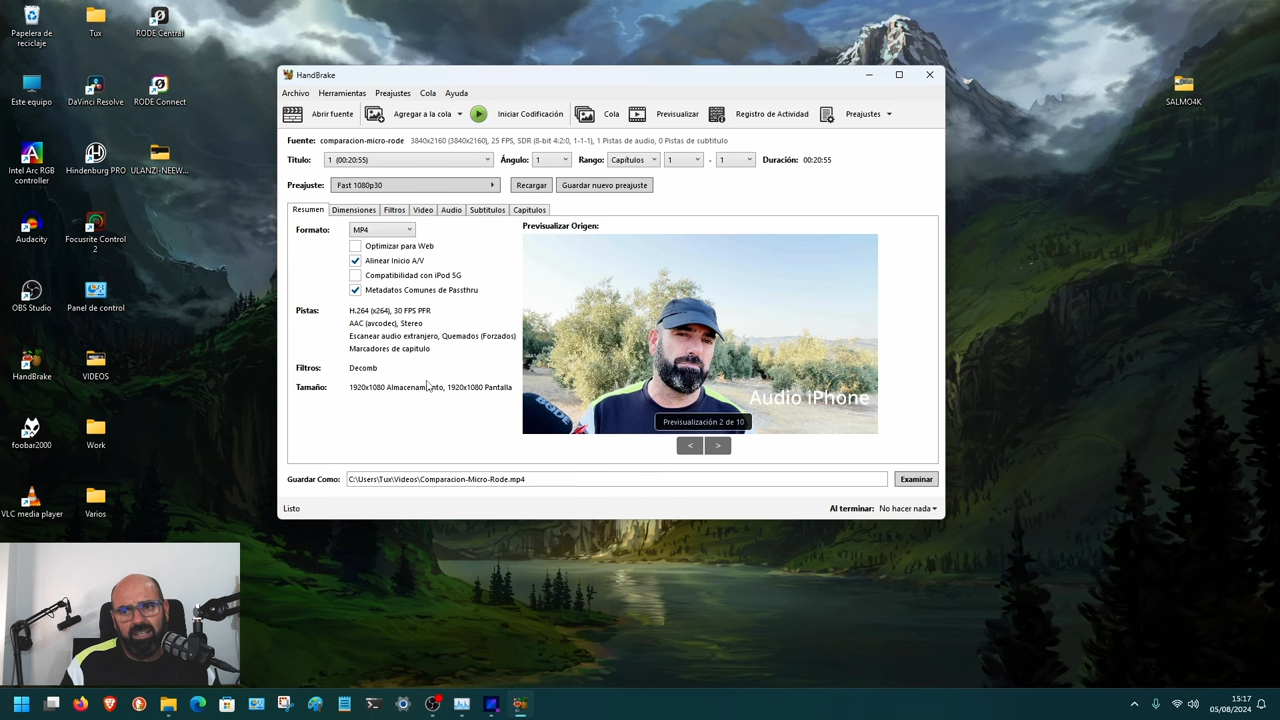 Papelera de
reciclaje
Tux
RODE Central
Este equipo
DaVinci Resolve
RODE Connect
Intel Arc RGB
controller
Hindenburg PRO
ULANZI-NEEW...
Audacity
Focusrite Control
2
OBS Studio
Panel de control
HandBrake
VIDEOS
foobar2000
Work
VLC media player
Varios
SALMO4K
HandBrake
Archivo Herramientas Preajustes Cola Ayuda
Abrir fuente Agregar a la cola Iniciar Codificación Cola Previsualizar Registro de Actividad Preajustes
Fuente: comparacion-micro-rode 3840x2160 (3840x2160), 25 FPS, SDR (8-bit 4:2:0, 1-1-1), 1 Pistas de audio, 0 Pistas de subtitulo
Titulo: 1 (00:20:55) Ángulo: 1 Rango: Capítulos 1 - 1 Duración: 00:20:55
Preajuste: Fast 1080p30 Recargar Guardar nuevo preajuste
Resumen Dimensiones Filtros Video Audio Subtitulos Capitulos
Formato: MP4
Optimizar para Web
Alinear Inicio A/V
Compatibilidad con iPod 5G
Metadatos Comunes de Passthru
Pistas: H.264 (x264), 30 FPS PFR
AAC (avcodec), Stereo
Escanear audio extranjero, Quemados (Forzados)
Marcadores de capitulo
Filtros: Decomb
Tamaño: 1920x1080 Almacenamiento, 1920x1080 Pantalla
Previsualizar Origen:
RODE
Audio iPhone
Previsualización 2 de 10
< >
Guardar Como: C:\Users\Tux\Videos\Comparacion-Micro-Rode.mp4 Examinar
Listo
Al terminar: No hacer nada
15:17
05/08/2024